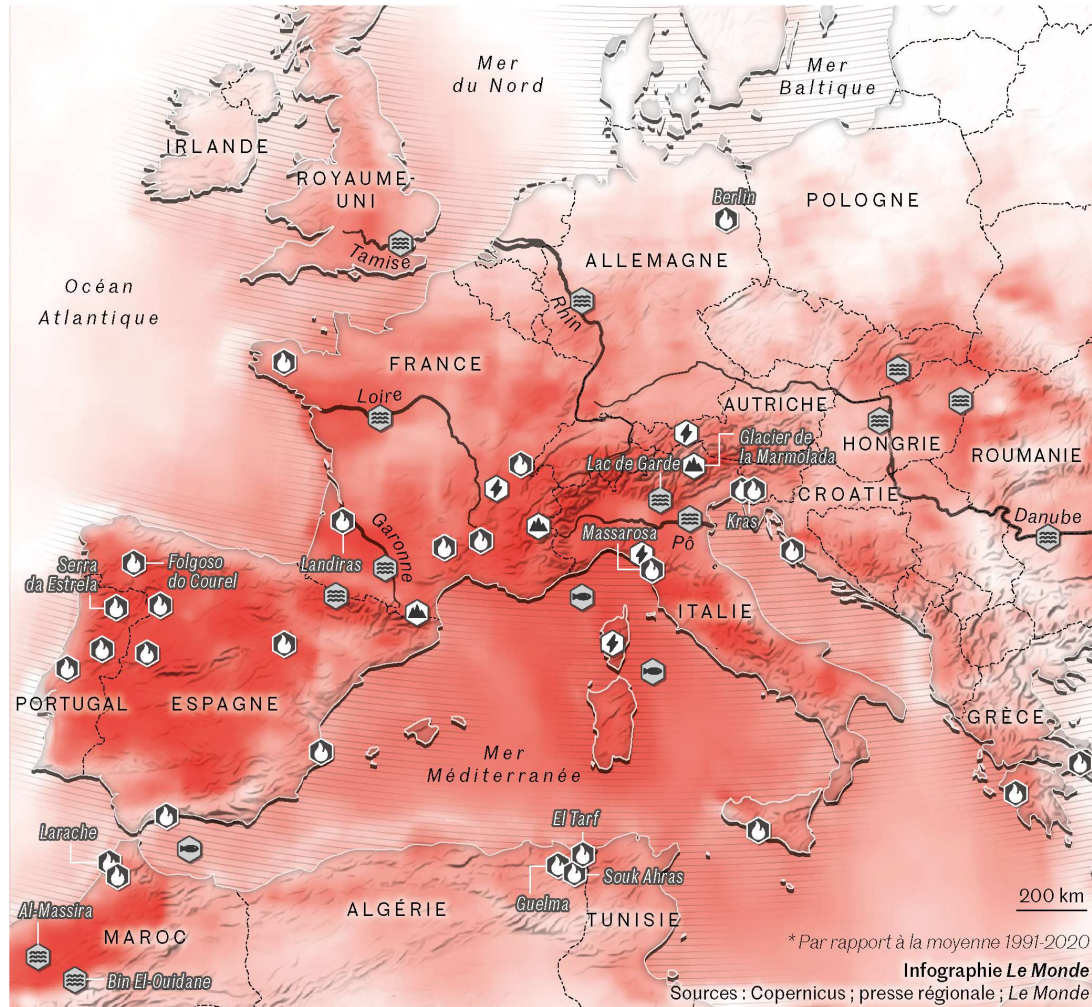 Mer
du Nord
Mer
Baltique
IRLANDE
ROYAUME-
UNI
Tamise
Berlin
POLOGNE
ALLEMAGNE
Rhin
Océan
Atlantique
FRANCE
Loire
AUTRICHE
Glacier de
la Marmolada
Lac de Garde
HONGRIE
ROUMANIE
CROATIE
Kras
Danube
Massarosa
Pô
Garonne
Landiras
Serra
da Estrela
Folgoso
do Courel
ITALIE
PORTUGAL
ESPAGNE
GRÈCE
Mer
Méditerranée
Larache
El Tarf
Souk Ahras
Guelma
ALGÉRIE
TUNISIE
Al-Massira
MAROC
Bin El-Ouidane
200 km
* Par rapport à la moyenne 1991-2020
Infographie Le Monde
Sources : Copernicus ; presse régionale ; Le Monde